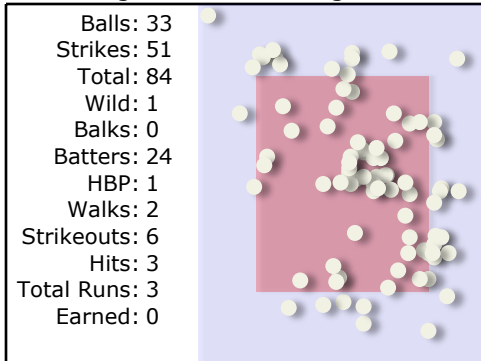 Balls: 33
Strikes: 51
Total: 84
Wild: 1
Balks: 0
Batters: 24
HBP: 1
Walks: 2
Strikeouts: 6
Hits: 3
Total Runs: 3
Earned: 0